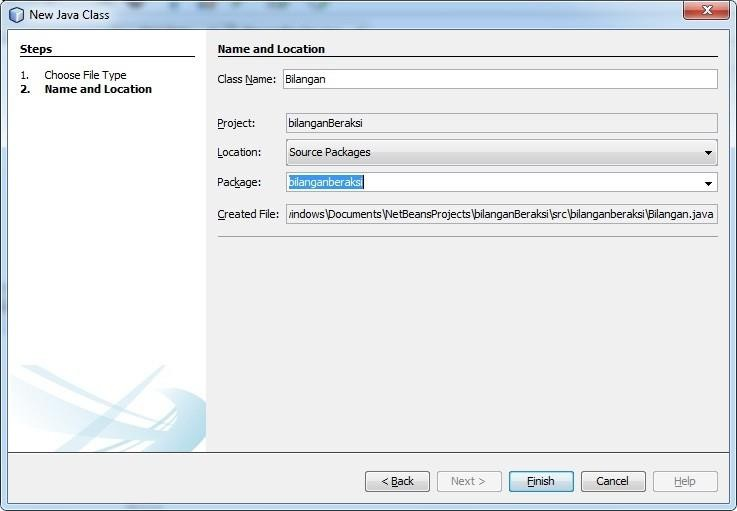 New Java Class
Steps
1. Choose File Type
2. Name and Location
Name and Location
Class Name: Bilangan
Project: bilanganBeraksi
Location: Source Packages
Package: bilanganberaksi
Created File: indows\Documents\NetBeansProjects\bilanganBeraksi\src\bilanganberaksi\Bilangan.java
< Back
Next >
Finish
Cancel
Help